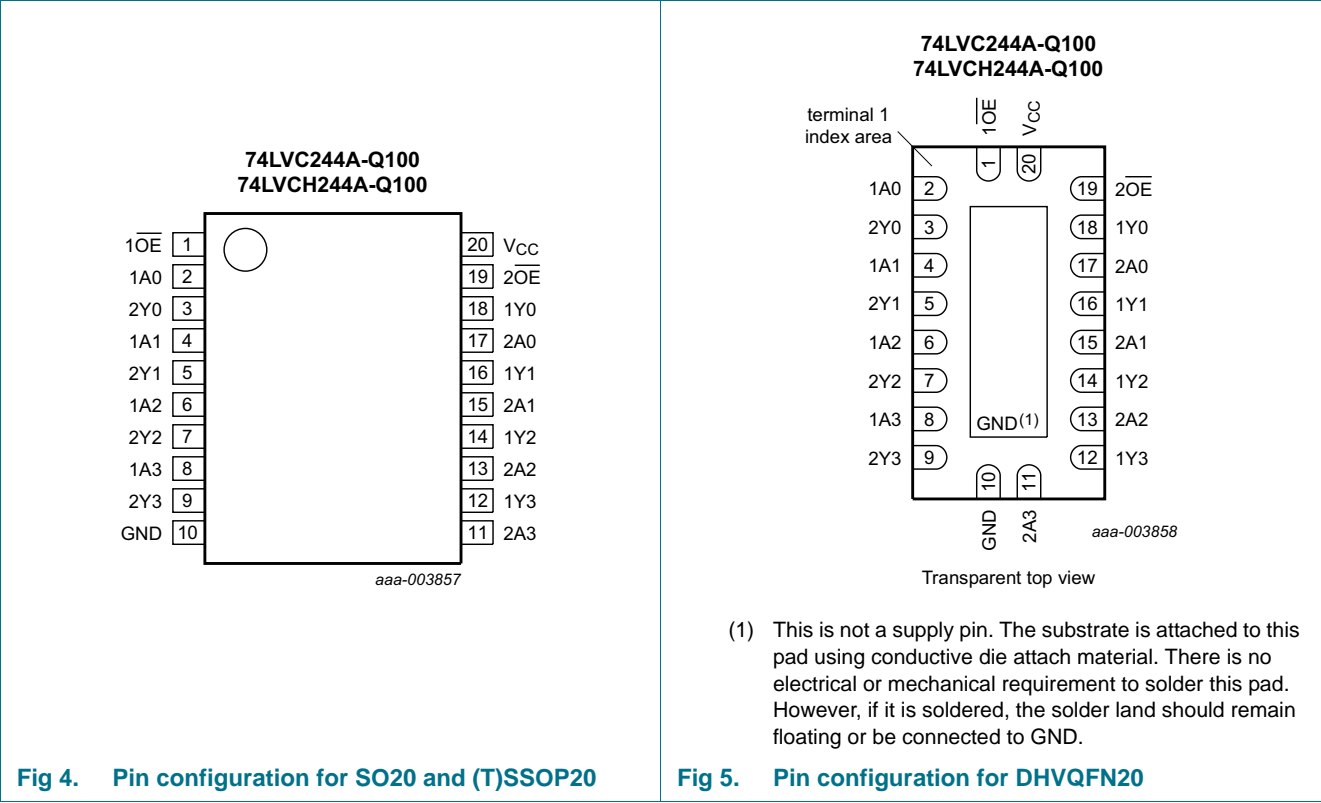 74LVC244A-Q100
74LVCH244A-Q100
1OE 1
1A0 2
2Y0 3
1A1 4
2Y1 5
1A2 6
2Y2 7
1A3 8
2Y3 9
GND 10
20 VCC
19 2OE
18 1Y0
17 2A0
16 1Y1
15 2A1
14 1Y2
13 2A2
12 1Y3
11 2A3
aaa-003857
Fig 4. Pin configuration for SO20 and (T)SSOP20
74LVC244A-Q100
74LVCH244A-Q100
terminal 1
index area
1OE
VCC
1
20
1A0 2
2Y0 3
1A1 4
2Y1 5
1A2 6
2Y2 7
1A3 8
2Y3 9
19 2OE
18 1Y0
17 2A0
16 1Y1
15 2A1
14 1Y2
13 2A2
12 1Y3
GND(1)
10
11
GND
2A3
aaa-003858
Transparent top view
(1) This is not a supply pin. The substrate is attached to this
pad using conductive die attach material. There is no
electrical or mechanical requirement to solder this pad.
However, if it is soldered, the solder land should remain
floating or be connected to GND.
Fig 5. Pin configuration for DHVQFN20